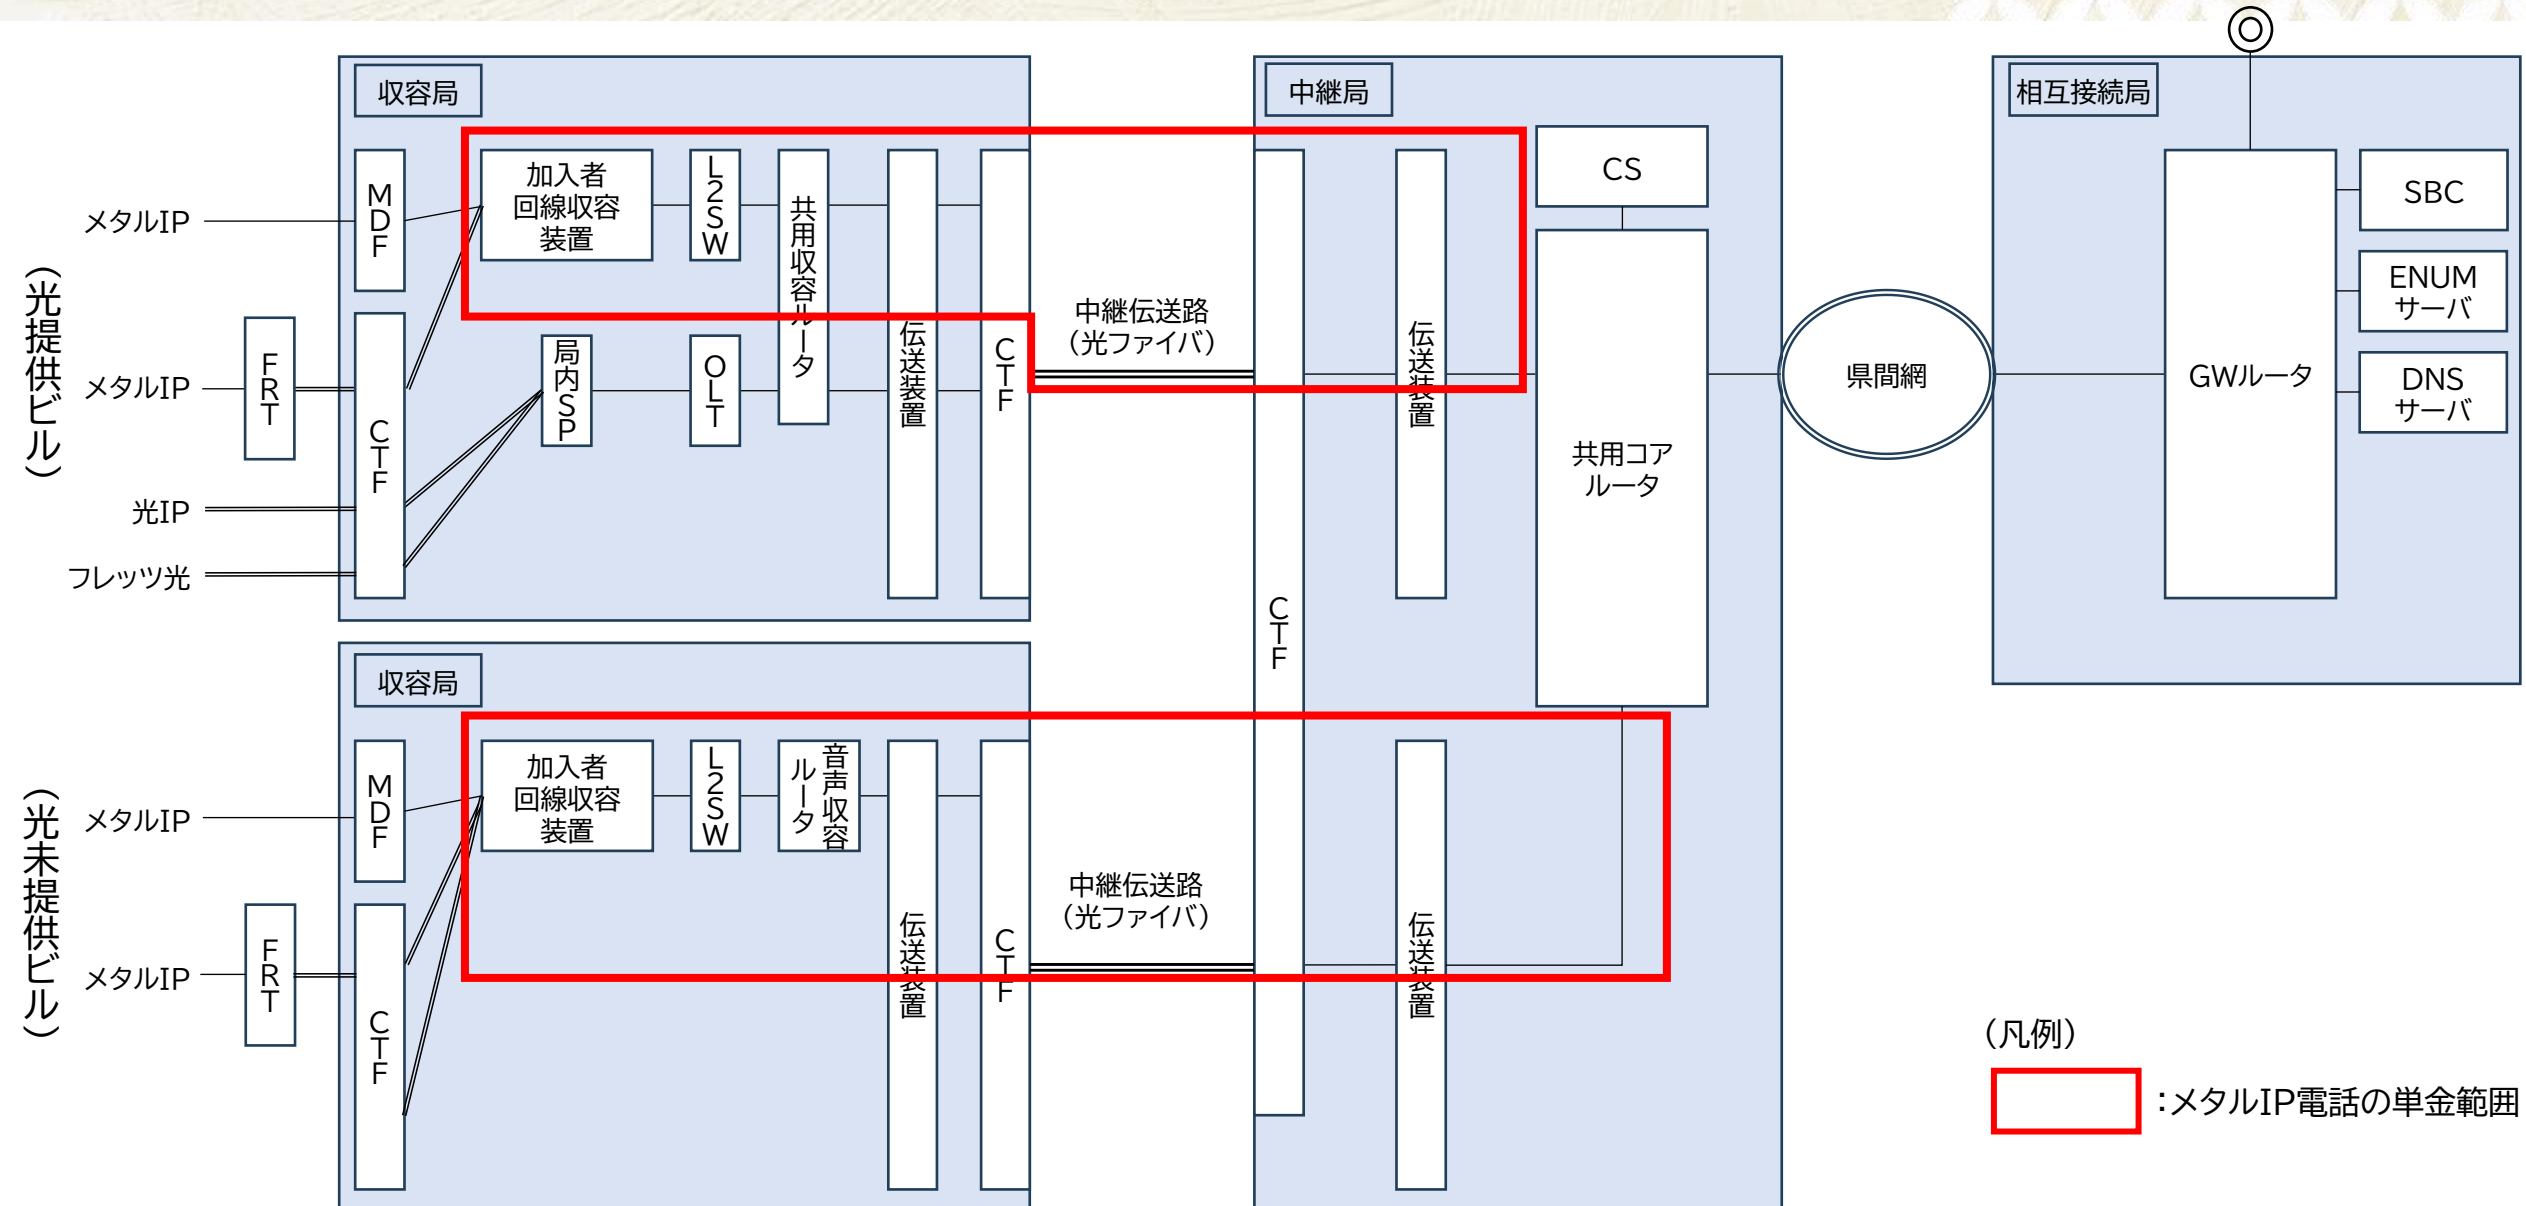 収容局
中継局
相互接続局
(光提供ビル)
メタルIP
メタルIP
光IP
フレッツ光
FRT
MDF
CTF
加入者
回線収容
装置
L2SW
共用収容ルータ
局内SP
OLT
伝送装置
CTF
中継伝送路
(光ファイバ)
CTF
伝送装置
CS
共用コア
ルータ
県間網
GWルータ
SBC
ENUM
サーバ
DNS
サーバ
収容局
(光未提供ビル)
メタルIP
メタルIP
FRT
MDF
CTF
加入者
回線収容
装置
L2SW
音声収容
ルータ
伝送装置
CTF
中継伝送路
(光ファイバ)
伝送装置
(凡例)
:メタルIP電話の単金範囲